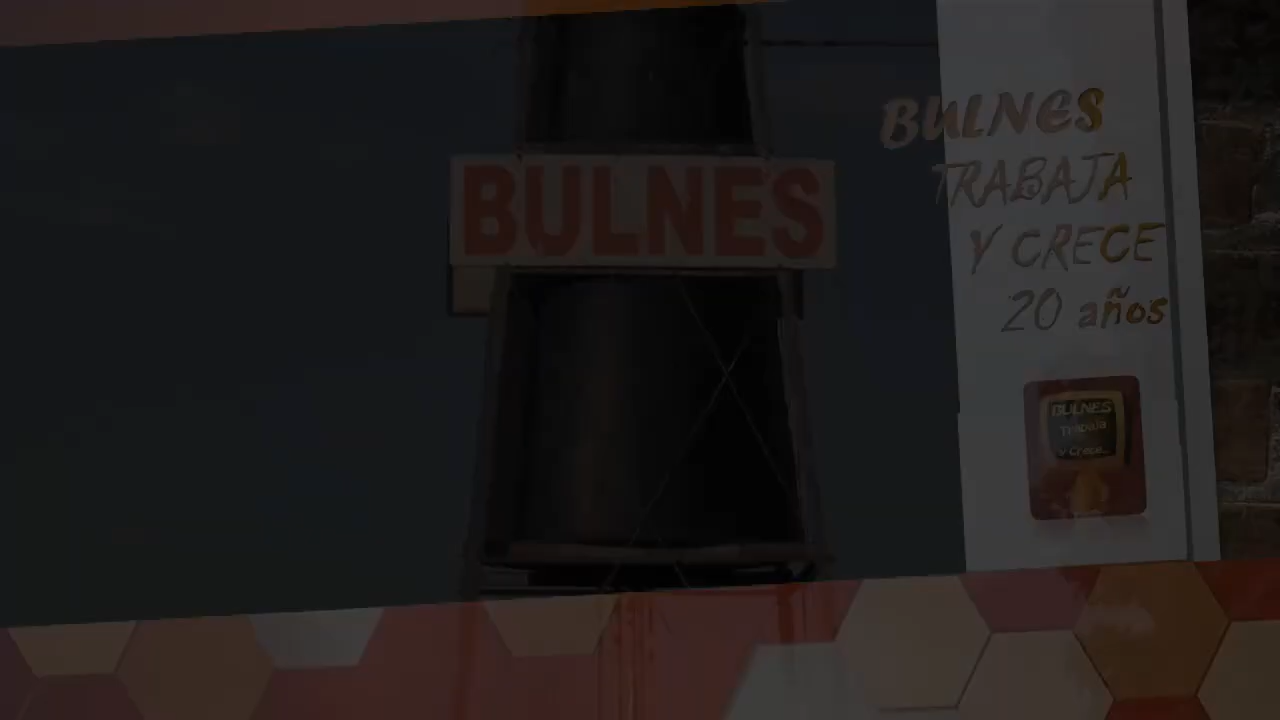 BULNES
BULNES
TRABAJA
Y CRECE
20 años
BULNES
Trabaja
y Crece...